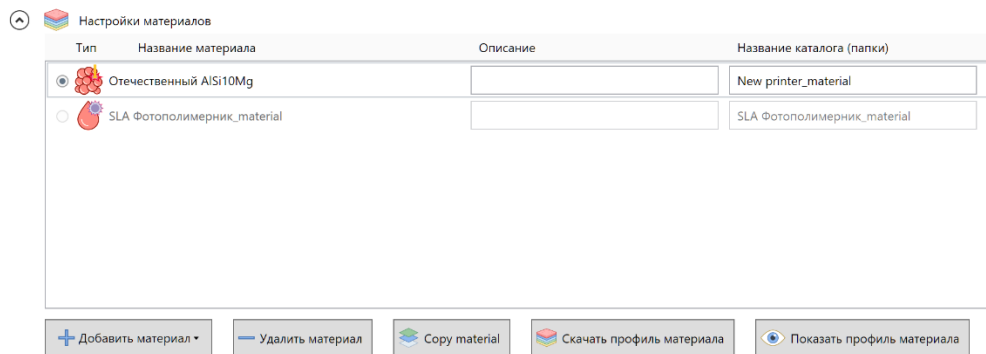 Настройки материалов
Тип Название материала Описание Название каталога (папки)
Отечественный AlSi10Mg New printer_material
SLA Фотополимерник_material SLA Фотополимерник_material
Добавить материал Удалить материал Copy material Скачать профиль материала Показать профиль материала